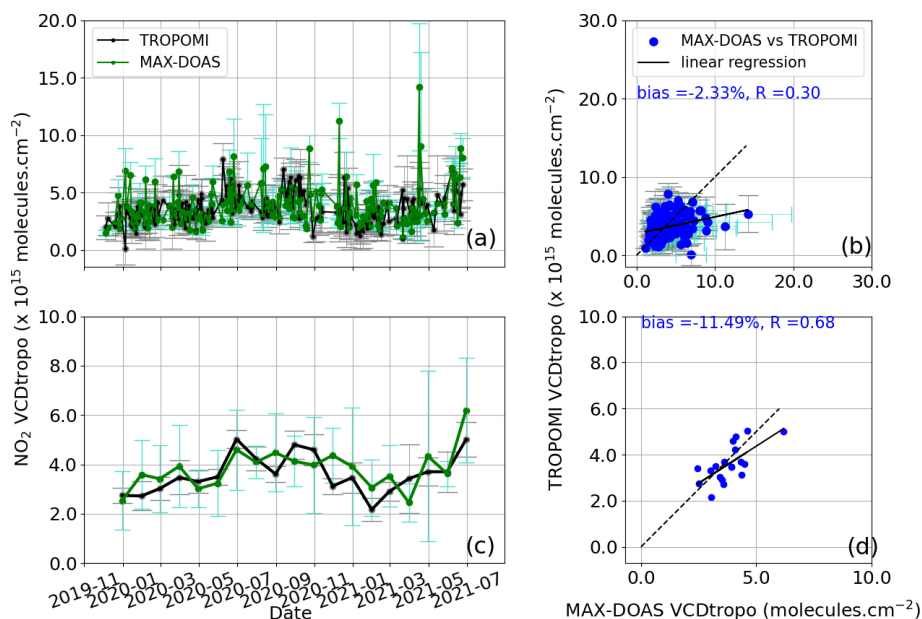 NO₂ VCDtropo (x 10¹⁵ molecules.cm⁻²)
20.0
15.0
10.0
5.0
0.0
TROPOMI
MAX-DOAS
(a)
TROPOMI VCDtropo (x 10¹⁵ molecules.cm⁻²)
30.0
20.0
10.0
0.0
MAX-DOAS vs TROPOMI
linear regression
bias =-2.33%, R =0.30
(b)
0.0 10.0 20.0 30.0
10.0
8.0
6.0
4.0
2.0
0.0
(c)
2019-11 2020-01 2020-03 2020-05 2020-07 2020-09 2020-11 2021-01 2021-03 2021-05 2021-07
Date
10.0
8.0
6.0
4.0
2.0
0.0
bias =-11.49%, R =0.68
(d)
0.0 5.0 10.0
MAX-DOAS VCDtropo (molecules.cm⁻²)